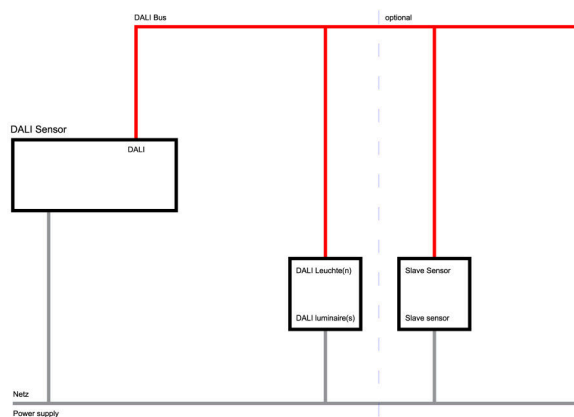 DALI Bus
optional
DALI Sensor
DALI
DALI Leuchte(n)
DALI luminaire(s)
Slave Sensor
Slave sensor
Netz
Power supply